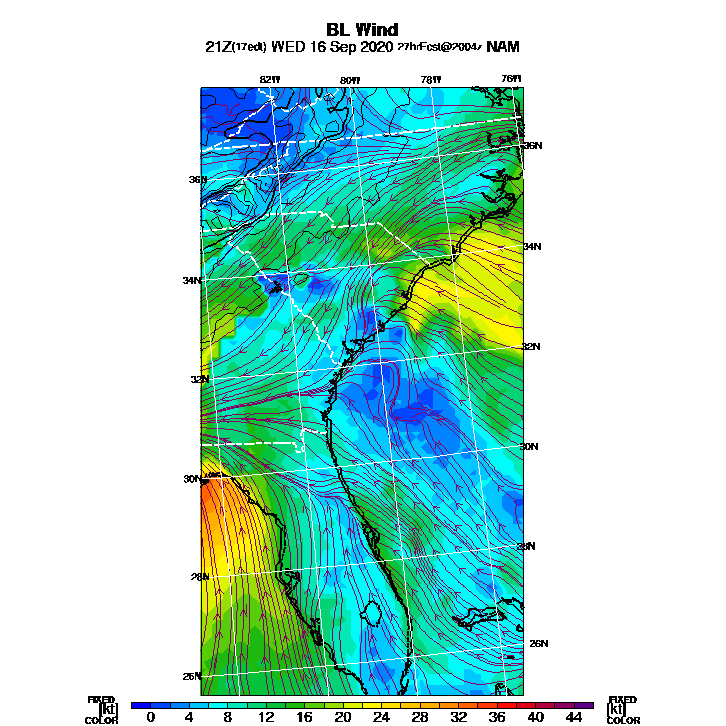 BL Wind
21Z(17edt) WED 16 Sep 2020 27hrFcst@2004z NAM
82W 80W 78W 76W
36N
36N
34N
34N
32N
32N
30N
30N
28N
28N
26N
26N
FIXED
[kt]
COLOR
0 4 8 12 16 20 24 28 32 36 40 44
FIXED
[kt]
COLOR